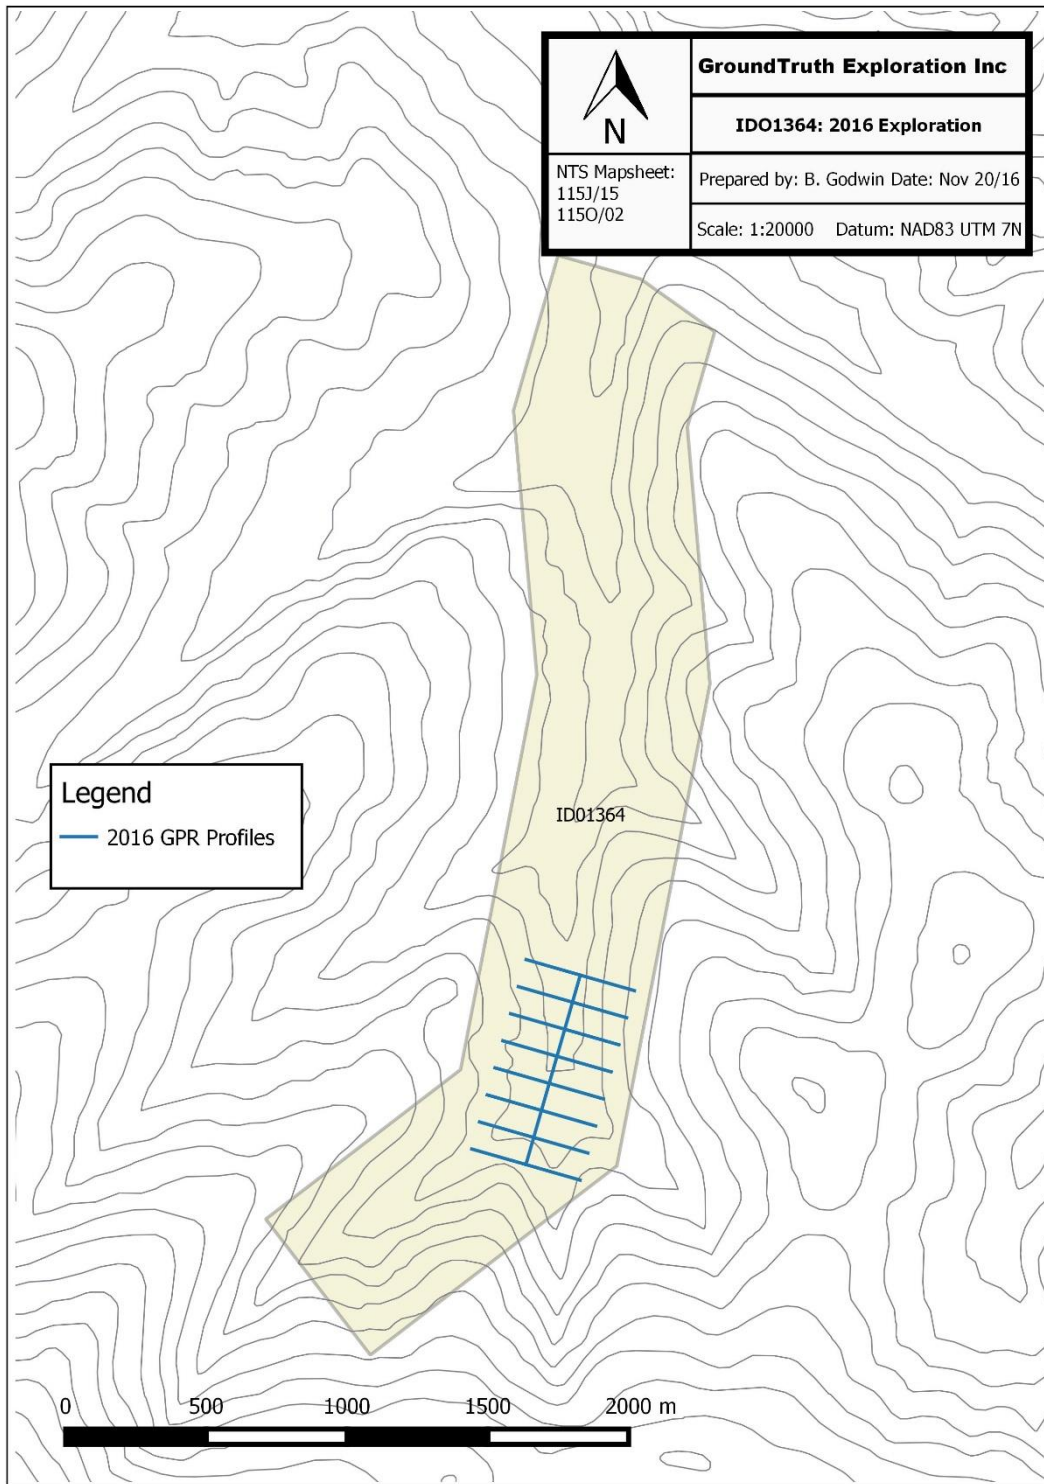 GroundTruth Exploration Inc
IDO1364: 2016 Exploration
N
NTS Mapsheet:
115J/15
115O/02
Prepared by: B. Godwin Date: Nov 20/16
Scale: 1:20000 Datum: NAD83 UTM 7N
Legend
2016 GPR Profiles
ID01364
0 500 1000 1500 2000 m